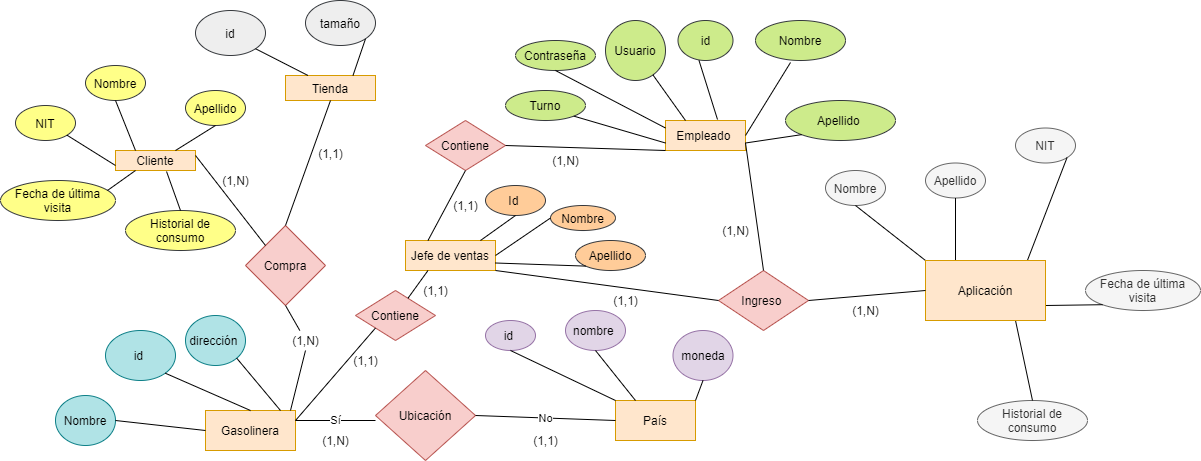 id
tamaño
Tienda
Nombre
Apellido
NIT
Cliente
Fecha de última
visita
Historial de
consumo
(1,N)
(1,1)
Compra
(1,N)
Contraseña
Usuario
id
Nombre
Turno
Apellido
Empleado
Contiene
(1,N)
(1,1)
Id
Nombre
Apellido
Jefe de ventas
(1,1)
Contiene
(1,1)
(1,N)
Ingreso
(1,1)
(1,N)
Nombre
Apellido
NIT
Aplicación
Fecha de última
visita
Historial de
consumo
dirección
id
Nombre
Gasolinera
Sí
(1,N)
Ubicación
No
(1,1)
id
nombre
moneda
País